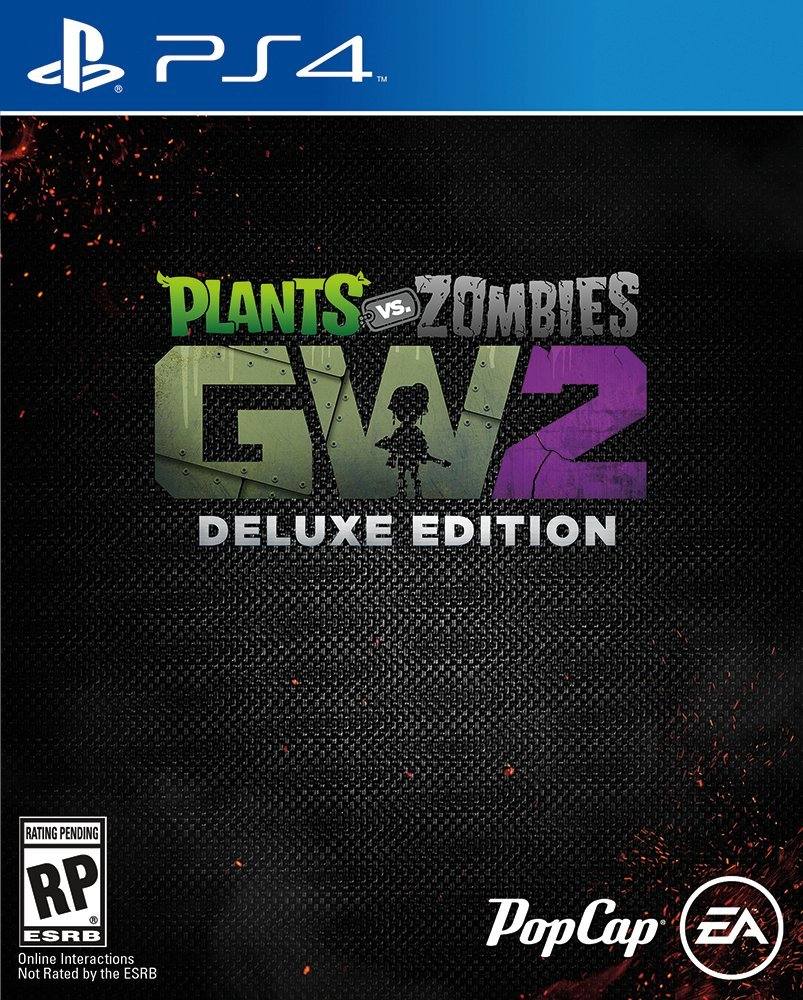 PS4™
PLANTS VS. ZOMBIES
GW2
DELUXE EDITION
RATING PENDING
RP®
ESRB
Online Interactions
Not Rated by the ESRB
PopCap®
EA